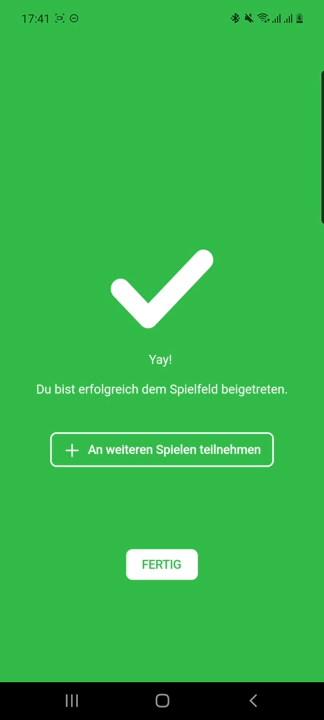 17:41
Yay!
Du bist erfolgreich dem Spielfeld beigetreten.
An weiteren Spielen teilnehmen
FERTIG